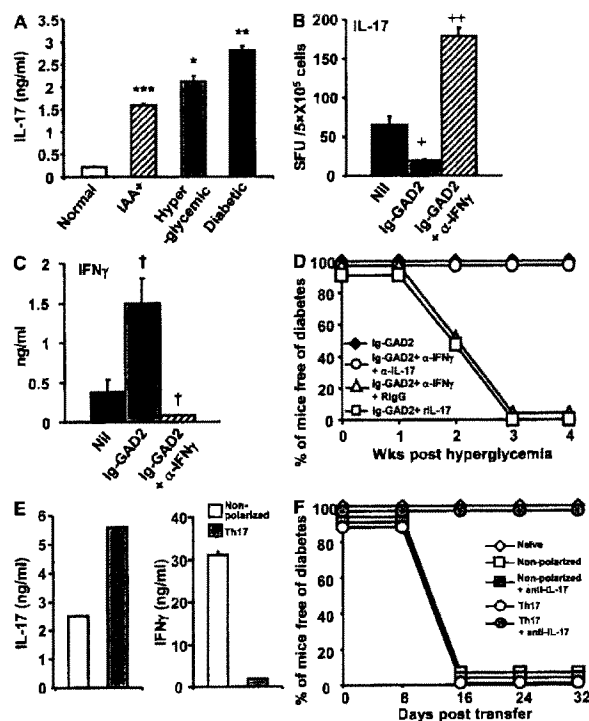 A
IL-17 (ng/ml)
3.5
3
2.5
2
1.5
1
0.5
0
***
*
**
Normal
IAA+
Hyper
-glycemic
Diabetic
B
IL-17
SFU /5×X10⁵ cells
200
150
100
50
0
+
++
Nil
Ig-GAD2
Ig-GAD2
+ α-IFNγ
C
IFNγ
ng/ml
2
1.5
1
0.5
0
†
†
Nil
Ig-GAD2
Ig-GAD2
+ α-IFNγ
D
% of mice free of diabetes
100
80
60
40
20
0
Ig-GAD2
Ig-GAD2+ α-IFNγ
+ α-IL-17
Ig-GAD2+ α-IFNγ
+ RIgG
Ig-GAD2+ rIL-17
0 1 2 3 4
Wks post hyperglycemia
E
IL-17 (ng/ml)
6
5
4
3
2
1
0
IFNγ (ng/ml)
40
30
20
10
0
Non-
polarized
Th17
F
% of mice free of diabetes
100
80
60
40
20
0
Naive
Non-polarized
Non-polarized
+ anti-IL-17
Th17
Th17
+ anti-IL-17
0 8 16 24 32
Days post transfer